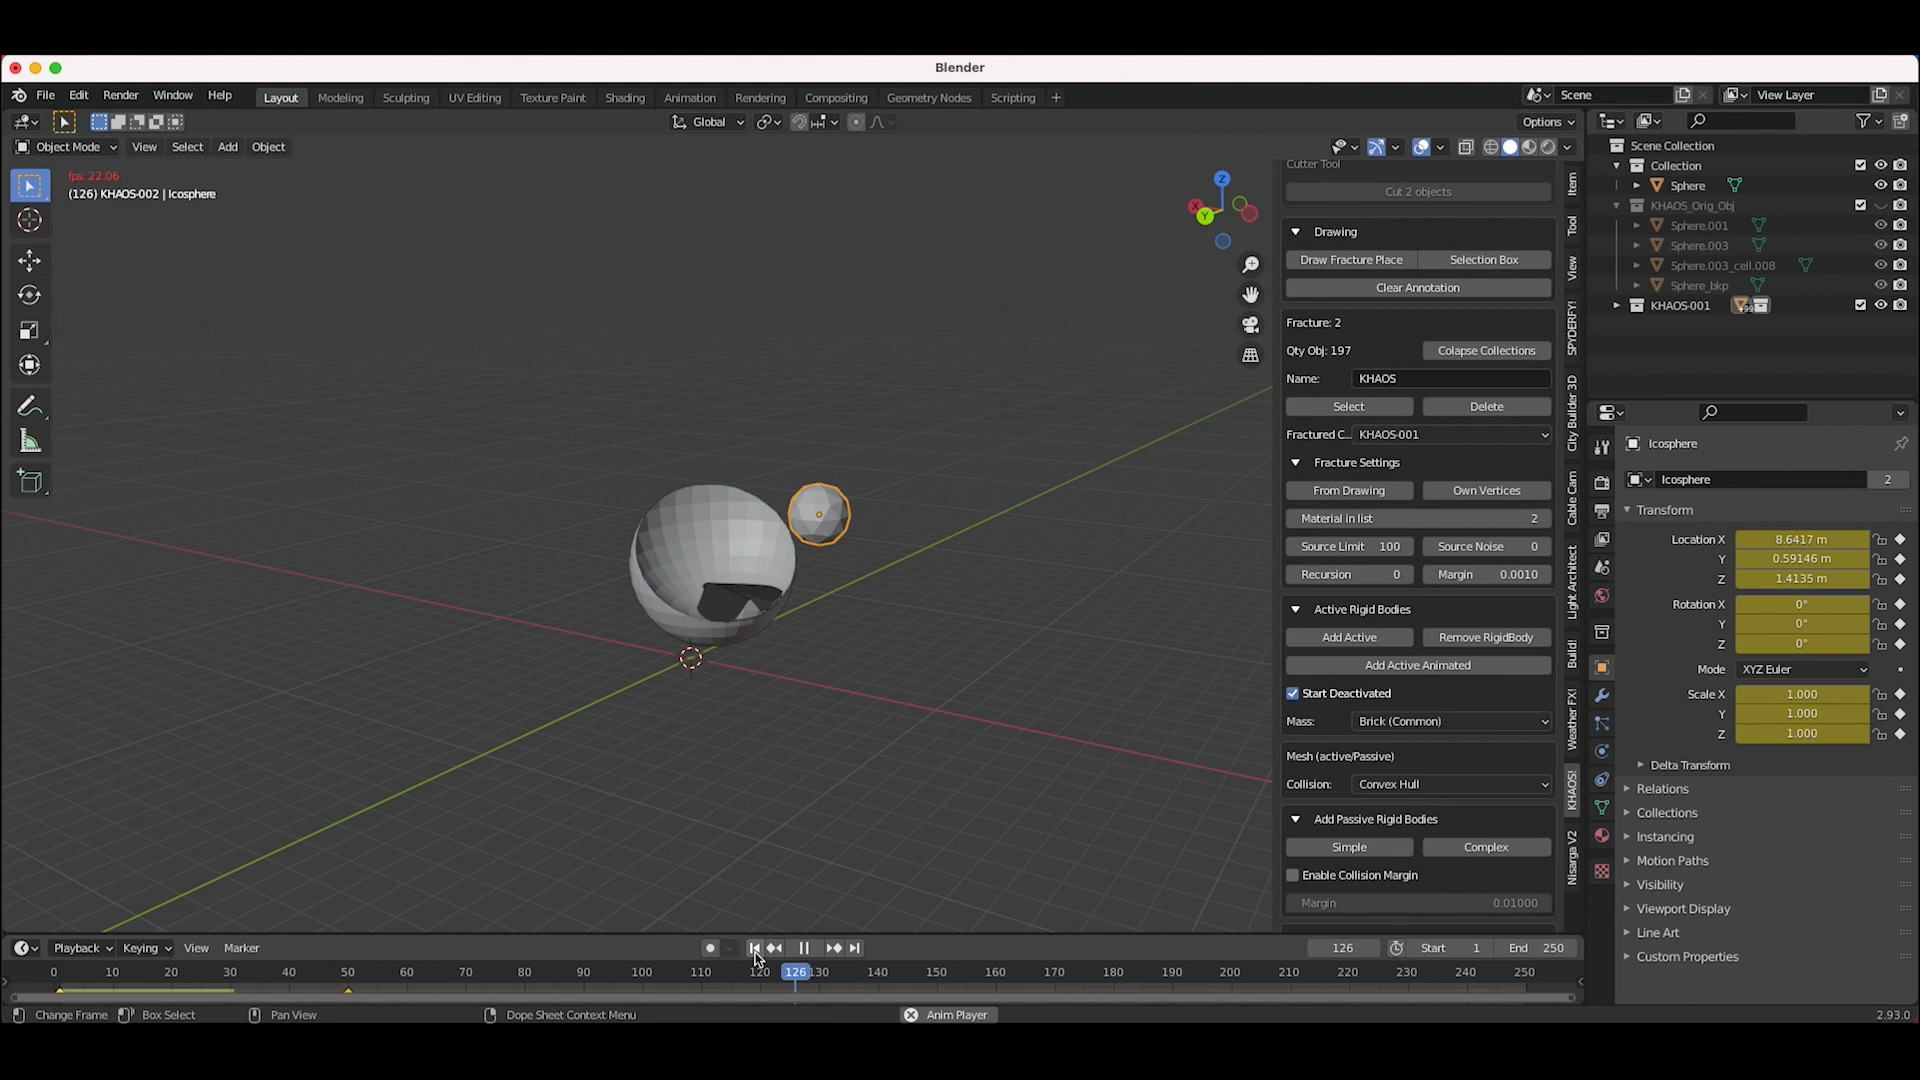 Blender
File Edit Render Window Help
Layout Modeling Sculpting UV Editing Texture Paint Shading Animation Rendering Compositing Geometry Nodes Scripting +
Scene
View Layer
Global
Options
Object Mode View Select Add Object
fps: 22.06
(126) KHAOS-002 | Icosphere
Z
X
Y
Cutter Tool
Cut 2 objects
Drawing
Draw Fracture Place Selection Box
Clear Annotation
Fracture: 2
Qty Obj: 197 Colapse Collections
Name: KHAOS
Select Delete
Fractured C... KHAOS-001
Fracture Settings
From Drawing Own Vertices
Material in list 2
Source Limit 100 Source Noise 0
Recursion 0 Margin 0.0010
Active Rigid Bodies
Add Active Remove RigidBody
Add Active Animated
Start Deactivated
Mass: Brick (Common)
Mesh (active/Passive)
Collision: Convex Hull
Add Passive Rigid Bodies
Simple Complex
Enable Collision Margin
Margin 0.01000
Item
Tool
View
SPYDERFY!
City Builder 3D
Cable Cam
Light Architect
Build!
Weather FX!
KHAOS!
Nisarga V2
Scene Collection
Collection
Sphere
KHAOS_Orig_Obj
Sphere.001
Sphere.003
Sphere.003_cell.008
Sphere_bkp
KHAOS-001
Icosphere
Icosphere 2
Transform
Location X 8.6417 m
Y 0.59146 m
Z 1.4135 m
Rotation X 0°
Y 0°
Z 0°
Mode XYZ Euler
Scale X 1.000
Y 1.000
Z 1.000
Delta Transform
Relations
Collections
Instancing
Motion Paths
Visibility
Viewport Display
Line Art
Custom Properties
Playback Keying View Marker
126 Start 1 End 250
0 10 20 30 40 50 60 70 80 90 100 110 120 126 130 140 150 160 170 180 190 200 210 220 230 240 250
Change Frame Box Select Pan View Dope Sheet Context Menu Anim Player 2.93.0